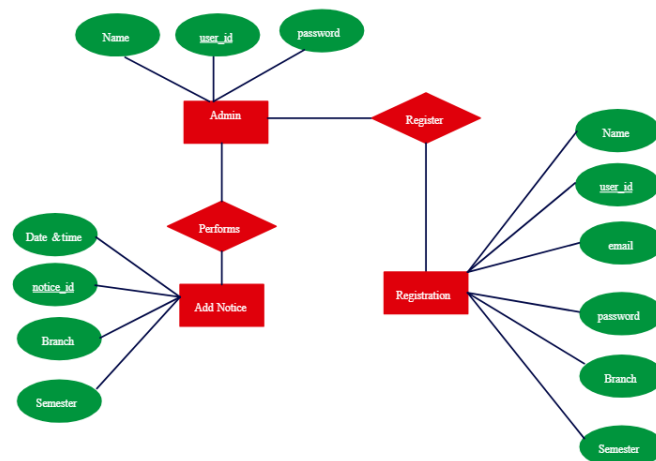 Name
user_id
password
Admin
Register
Name
user_id
email
password
Branch
Semester
Performs
Date & time
notice_id
Branch
Semester
Add Notice
Registration